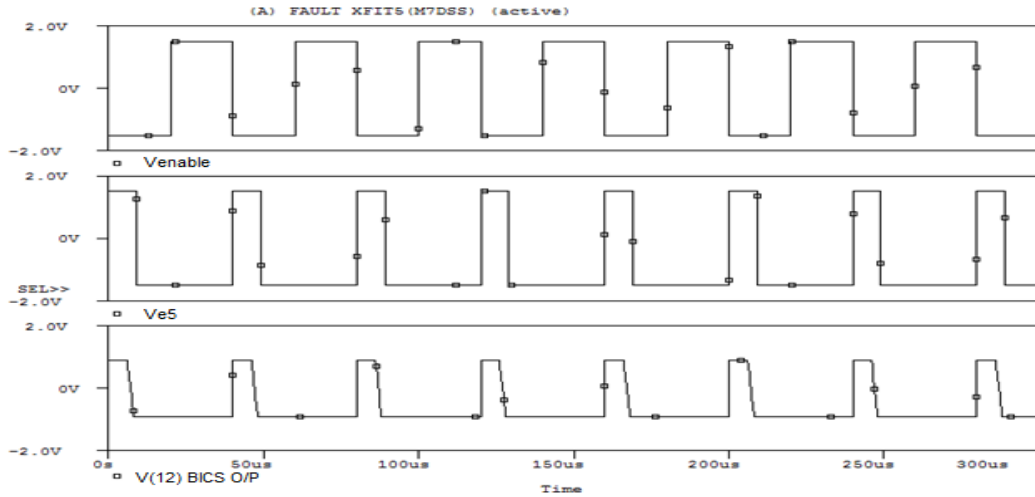 (A) FAULT XFIT5(M7DSS) (active)
2.0V
0V
-2.0V
Venable
2.0V
0V
SEL>>
-2.0V
Ve5
2.0V
0V
-2.0V
0s 50us 100us 150us 200us 250us 300us
V(12) BICS O/P
Time